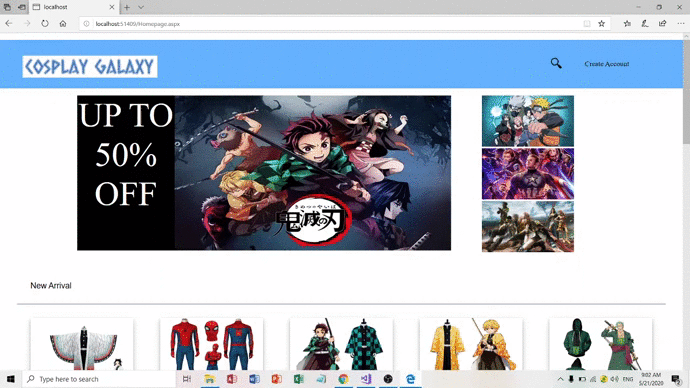 localhost
localhost:51409/Homepage.aspx
COSPLAY GALAXY
Create Account
UP TO
50%
OFF
鬼滅の刃
New Arrival
Type here to search
ENG
9:02 AM
5/21/2020